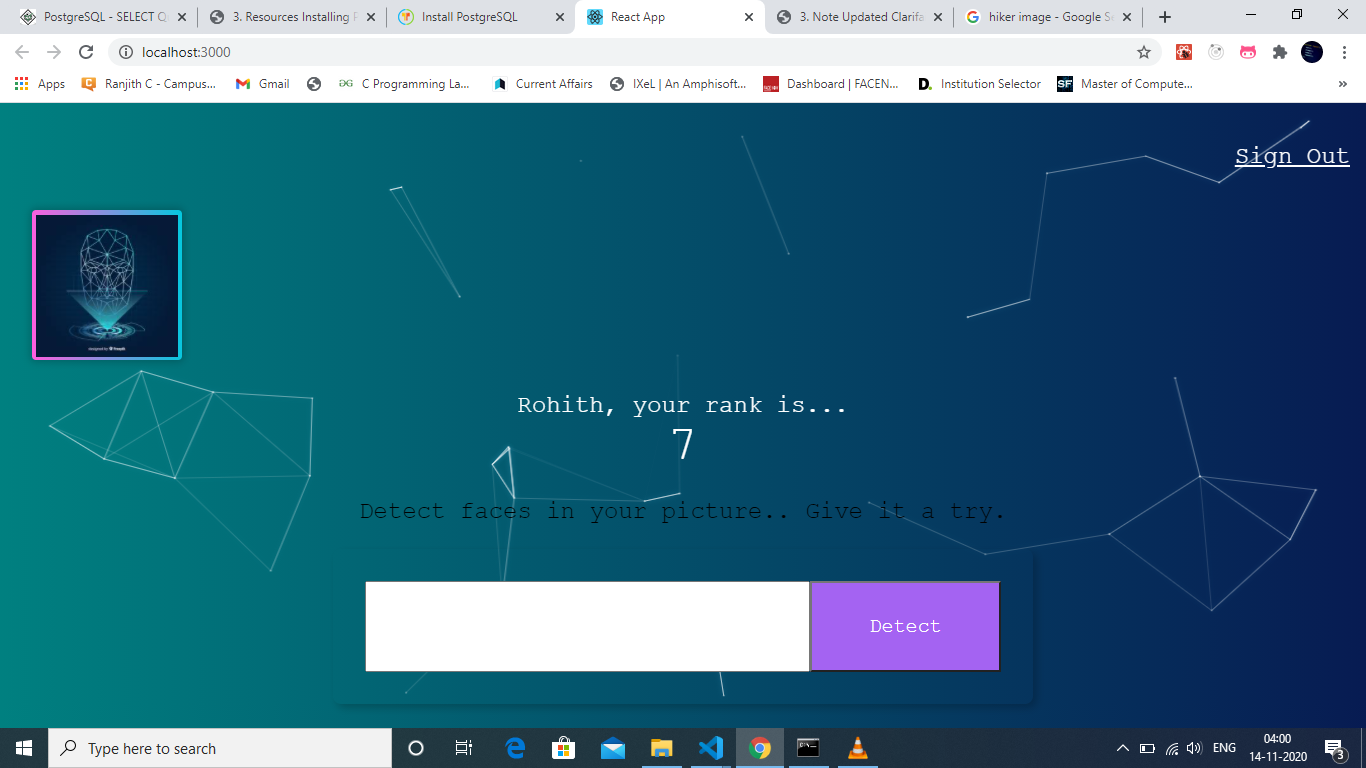 PostgreSQL - SELECT Qu
3. Resources Installing P
Install PostgreSQL
React App
3. Note Updated Clarifa
hiker image - Google Se
localhost:3000
Apps
Ranjith C - Campus...
Gmail
C Programming La...
Current Affairs
IXeL | An Amphisoft...
Dashboard | FACEN...
Institution Selector
SF
Master of Compute...
Sign Out
Rohith, your rank is...
7
Detect faces in your picture.. Give it a try.
Detect
Type here to search
ENG
04:00
14-11-2020
3